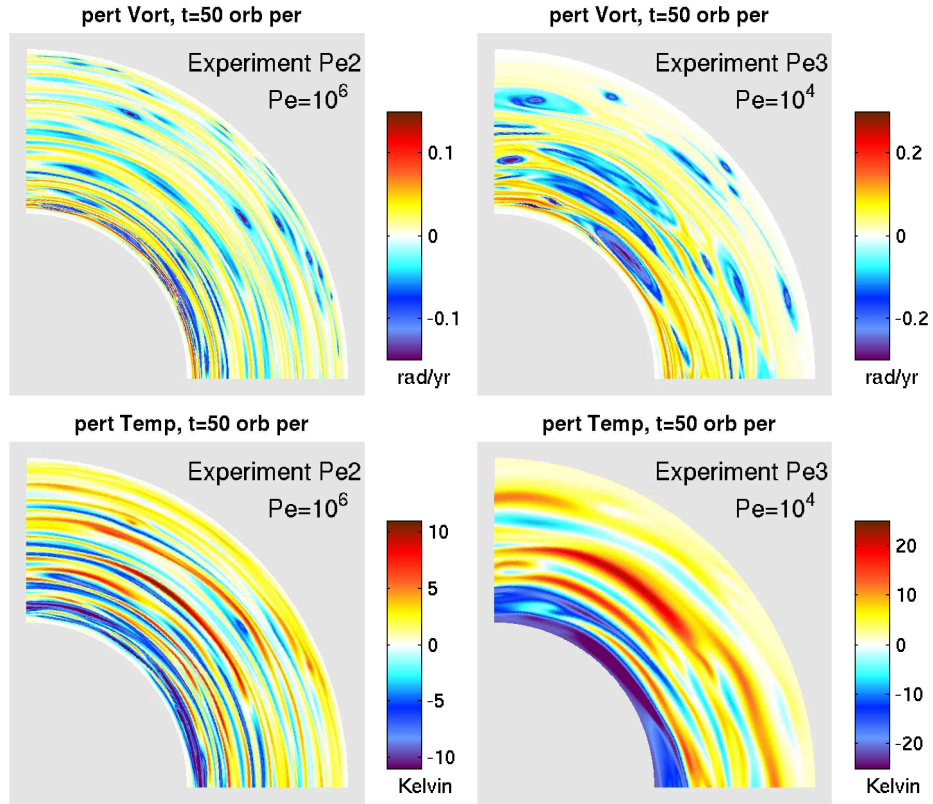 pert Vort, t=50 orb per
Experiment Pe2
Pe=10^6
0.1
0
-0.1
rad/yr
pert Vort, t=50 orb per
Experiment Pe3
Pe=10^4
0.2
0
-0.2
rad/yr
pert Temp, t=50 orb per
Experiment Pe2
Pe=10^6
10
5
0
-5
-10
Kelvin
pert Temp, t=50 orb per
Experiment Pe3
Pe=10^4
20
10
0
-10
-20
Kelvin